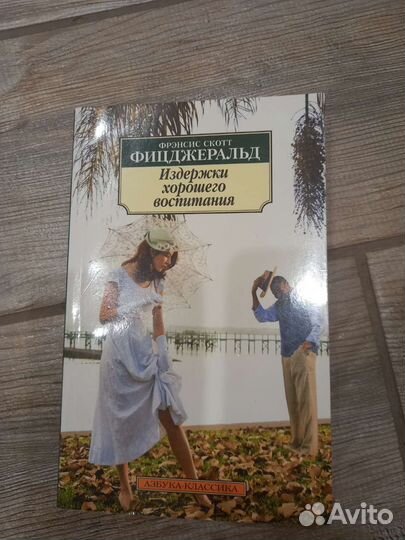 ФРЭНСИС СКОТТ
ФИЦДЖЕРАЛЬД
Издержки
хорошего
воспитания
АЗБУКА-КЛАССИКА
Avito